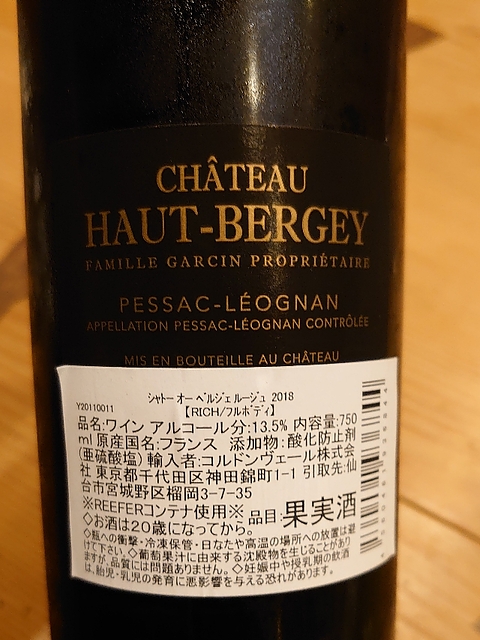 CHÂTEAU
HAUT-BERGEY
FAMILLE GARCIN PROPRIÉTAIRE
PESSAC-LÉOGNAN
APPELLATION PESSAC-LÉOGNAN CONTRÔLÉE
MIS EN BOUTEILLE AU CHÂTEAU
シャトー オー ベルジェ ルージュ 2018
Y20110011 【RICH/フルボディ】
品名:ワイン アルコール分:13.5% 内容量:750
ml 原産国名:フランス 添加物:酸化防止剤
(亜硫酸塩) 輸入者:コルドンヴェール株式会
社 東京都千代田区神田錦町1-1 引取先:仙
台市宮城野区榴岡3-7-35
※REEFERコンテナ使用※ 品目:果実酒
◇お酒は20歳になってから。
◇瓶への衝撃・冷凍保管・日なたや高温の場所への放置は避
けて下さい。◇葡萄果汁に由来する沈殿物を生じることがあり
ますが、品質には問題ありません。◇妊娠中や授乳期の飲酒
は、胎児・乳児の発育に悪影響を与える恐れがあります。